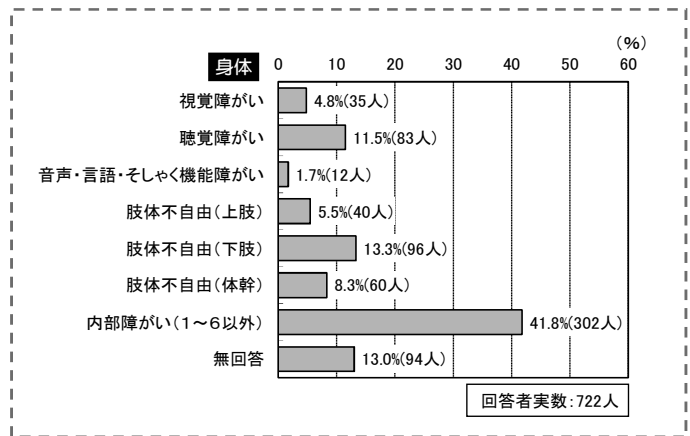 (%)
身体 0 10 20 30 40 50 60
視覚障がい 4.8%(35人)
聴覚障がい 11.5%(83人)
音声・言語・そしゃく機能障がい 1.7%(12人)
肢体不自由(上肢) 5.5%(40人)
肢体不自由(下肢) 13.3%(96人)
肢体不自由(体幹) 8.3%(60人)
内部障がい(1～6以外) 41.8%(302人)
無回答 13.0%(94人)
回答者実数:722人